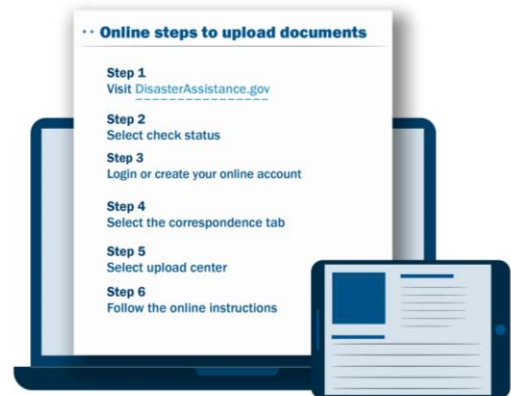 •• Online steps to upload documents
Step 1
Visit DisasterAssistance.gov
Step 2
Select check status
Step 3
Login or create your online account
Step 4
Select the correspondence tab
Step 5
Select upload center
Step 6
Follow the online instructions